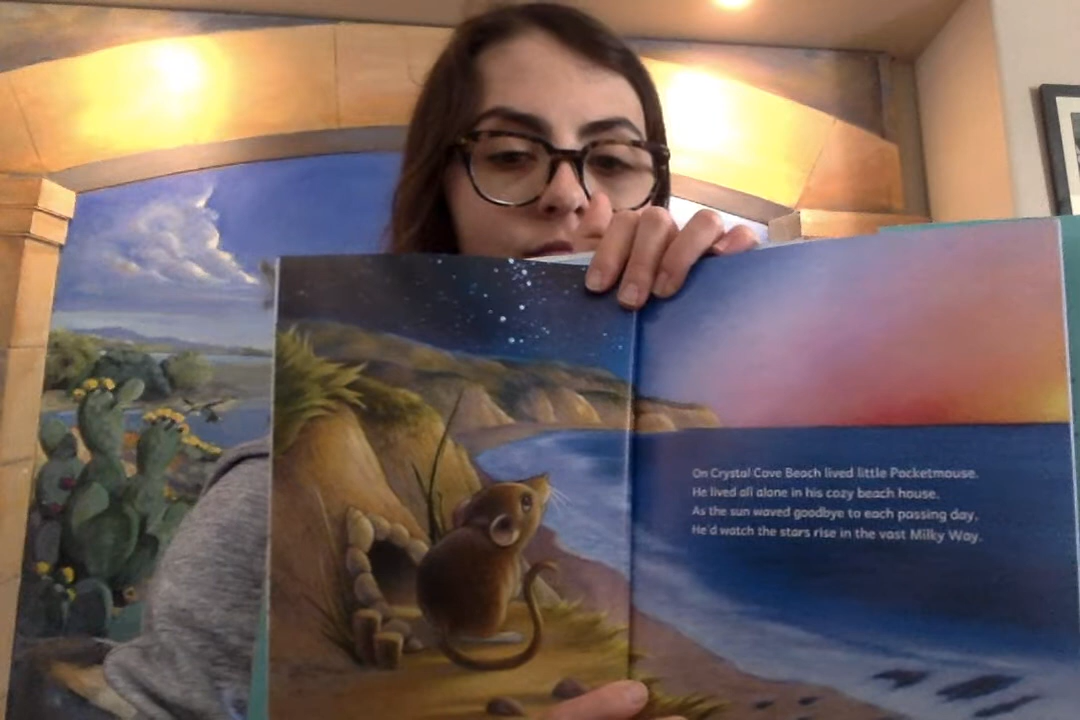 On Crystal Cove Beach lived little Pocketmouse.
He lived all alone in his cozy beach house.
As the sun waved goodbye to each passing day,
He'd watch the stars rise in the vast Milky Way.